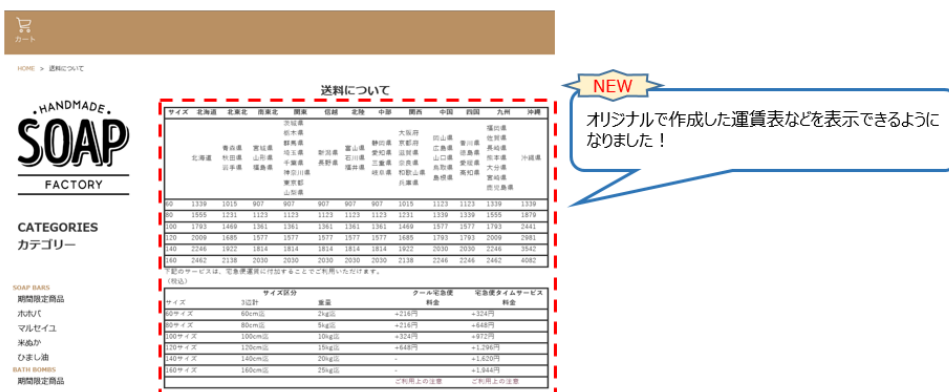 カート
HOME > 送料について
送料について
・HANDMADE・
SOAP
FACTORY
CATEGORIES
カテゴリー
SOAP BARS
期間限定商品
ホホバ
マルセイユ
米ぬか
ひまし油
BATH BOMBS
期間限定商品
サイズ 北海道 北東北 南東北 関東 信越 北陸 中部 関西 中国 四国 九州 沖縄
北海道
青森県
秋田県
岩手県
宮城県
山形県
福島県
茨城県
栃木県
群馬県
埼玉県
千葉県
神奈川県
東京都
山梨県
新潟県
長野県
富山県
石川県
福井県
静岡県
愛知県
三重県
岐阜県
大阪府
京都府
滋賀県
奈良県
和歌山県
兵庫県
岡山県
広島県
山口県
鳥取県
島根県
香川県
徳島県
愛媛県
高知県
福岡県
佐賀県
長崎県
熊本県
大分県
宮崎県
鹿児島県
沖縄県
60 1339 1015 907 907 907 907 907 1015 1123 1123 1339 1339
80 1555 1231 1123 1123 1123 1123 1123 1231 1339 1339 1555 1879
100 1793 1469 1361 1361 1361 1361 1361 1469 1577 1577 1793 2441
120 2009 1685 1577 1577 1577 1577 1577 1685 1793 1793 2009 2981
140 2246 1922 1814 1814 1814 1814 1814 1922 2030 2030 2246 3542
160 2462 2138 2030 2030 2030 2030 2030 2138 2246 2246 2462 4082
下記のサービスは、宅急便運賃に付加することでご利用いただけます。
(税込)
サイズ区分 クール宅急便 宅急便タイムサービス
サイズ 3辺計 重量 料金 料金
60サイズ 60cm迄 2kg迄 +216円 +324円
80サイズ 80cm迄 5kg迄 +216円 +648円
100サイズ 100cm迄 10kg迄 +324円 +972円
120サイズ 120cm迄 15kg迄 +648円 +1,296円
140サイズ 140cm迄 20kg迄 - +1,620円
160サイズ 160cm迄 25kg迄 - +1,944円
ご利用上の注意 ご利用上の注意
NEW
オリジナルで作成した運賃表などを表示できるように
なりました！